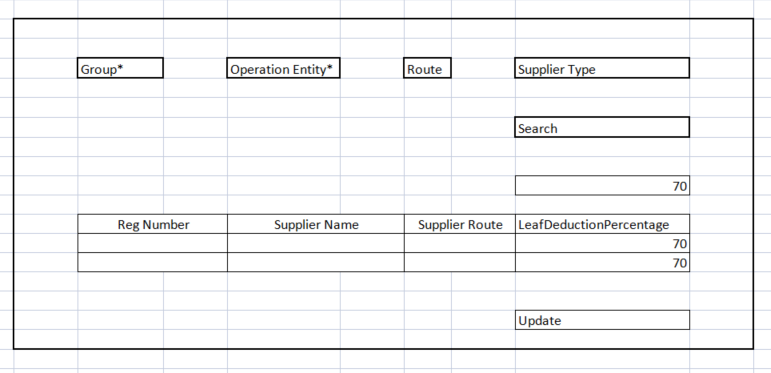 Group* Operation Entity* Route Supplier Type
Search
70
Reg Number Supplier Name Supplier Route LeafDeductionPercentage
70
70
Update